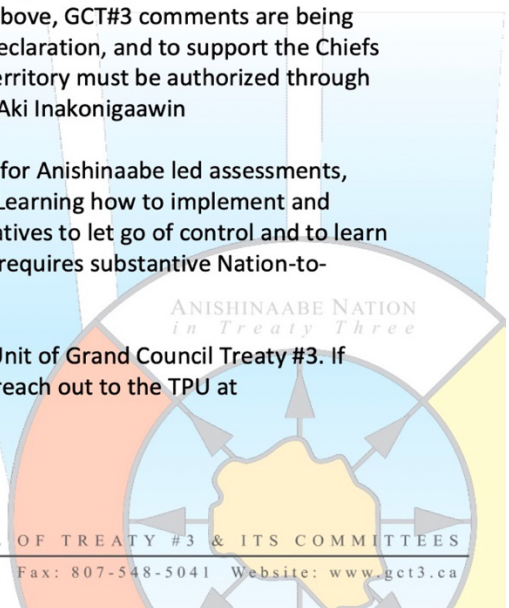 bove, GCT#3 comments are being
eclaration, and to support the Chiefs
erritory must be authorized through
Aki Inakonigaawin
for Anishinaabe led assessments,
Learning how to implement and
atives to let go of control and to learn
requires substantive Nation-to-
ANISHINAABE NATION
in Treaty Three
Unit of Grand Council Treaty #3. If
reach out to the TPU at
OF TREATY #3 & ITS COMMITTEES
Fax: 807-548-5041 Website: www.gct3.ca